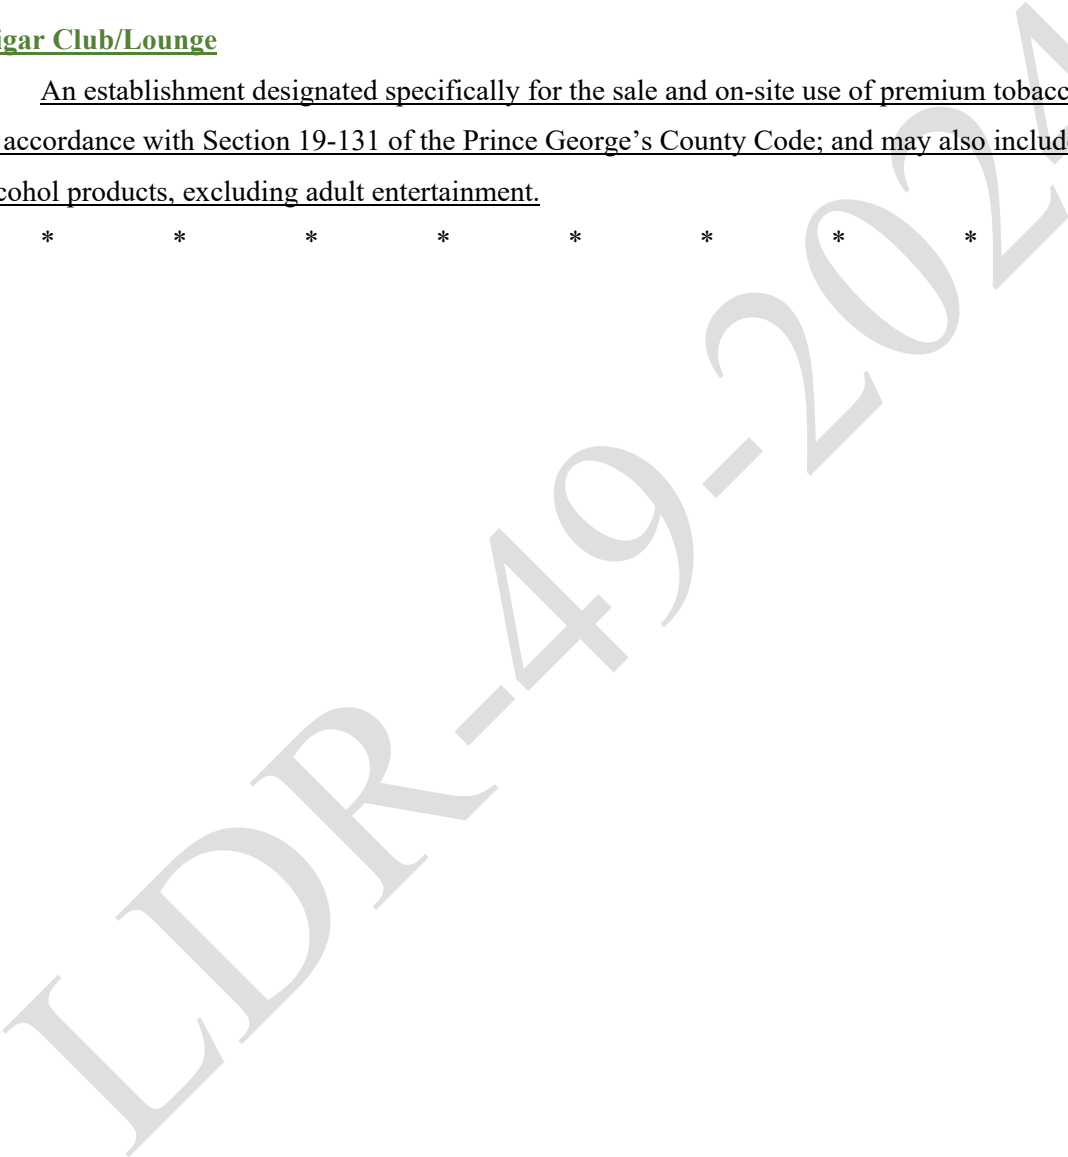 igar Club/Lounge
An establishment designated specifically for the sale and on-site use of premium tobacc
accordance with Section 19-131 of the Prince George’s County Code; and may also include
cohol products, excluding adult entertainment.
* * * * * * * *
LDR-49-2024